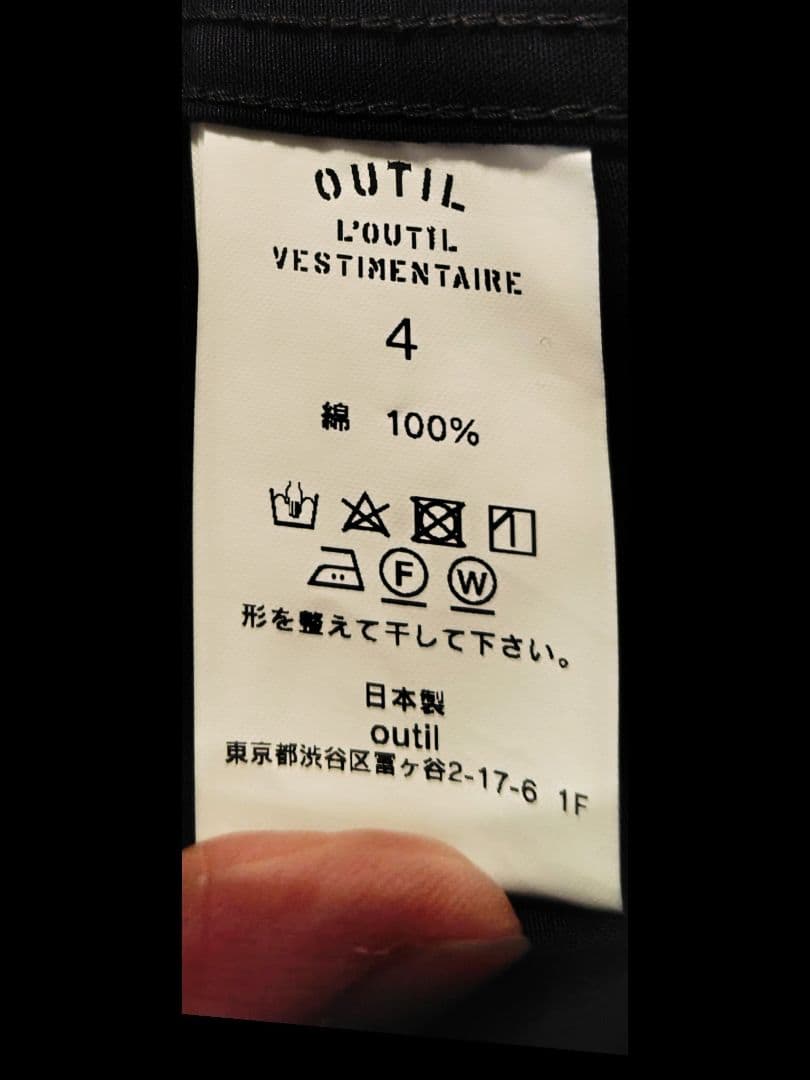 OUTIL
L'OUTIL
VESTIMENTAIRE
4
綿 100%
F W
形を整えて干して下さい。
日本製
outil
東京都渋谷区富ヶ谷2-17-6 1F